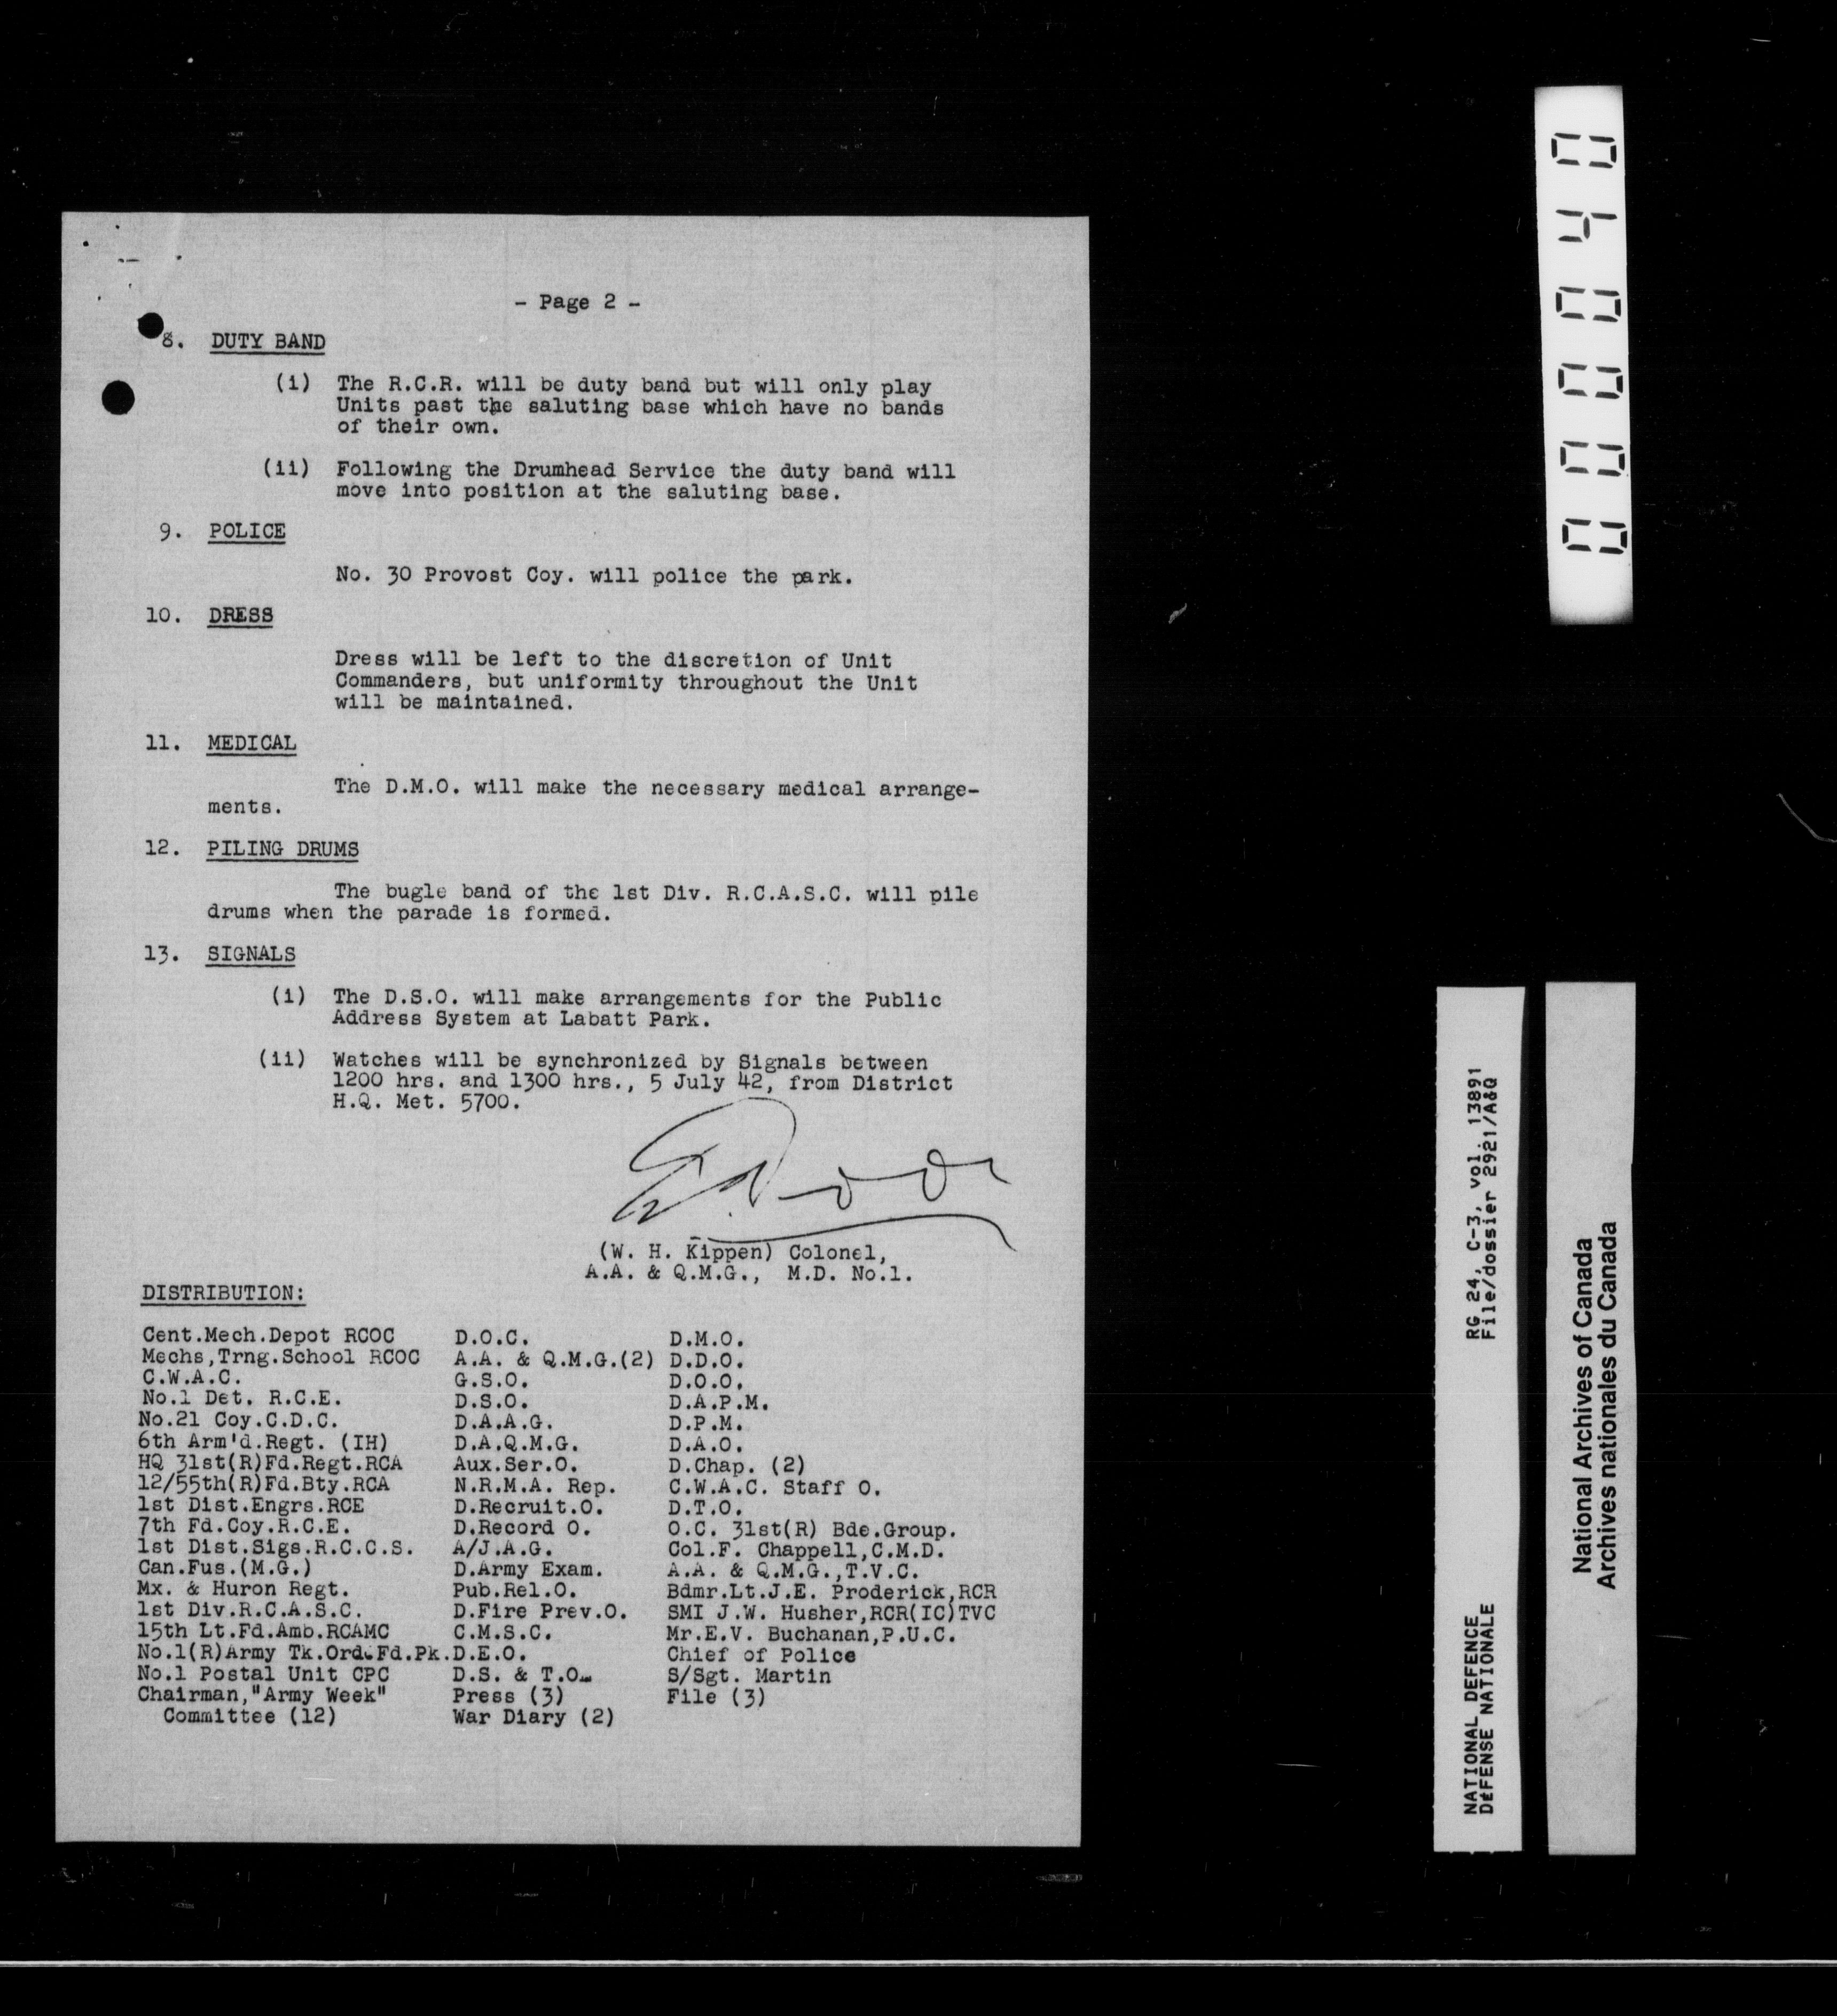 - Page 2 -
8. DUTY BAND
(i) The R.C.R. will be duty band but will only play
Units past the saluting base which have no bands
of their own.
(ii) Following the Drumhead Service the duty band will
move into position at the saluting base.
9. POLICE
No. 30 Provost Coy. will police the park.
10. DRESS
Dress will be left to the discretion of Unit
Commanders, but uniformity throughout the Unit
will be maintained.
11. MEDICAL
The D.M.O. will make the necessary medical arrange-
ments.
12. PILING DRUMS
The bugle band of the 1st Div. R.C.A.S.C. will pile
drums when the parade is formed.
13. SIGNALS
(i) The D.S.O. will make arrangements for the Public
Address System at Labatt Park.
(ii) Watches will be synchronized by Signals between
1200 hrs. and 1300 hrs., 5 July 42, from District
H.Q. Met. 5700.
(W. H. Kippen) Colonel,
A.A. & Q.M.G., M.D. No.1.
DISTRIBUTION:
Cent.Mech.Depot RCOC D.O.C. D.M.O.
Mechs,Trng.School RCOC A.A. & Q.M.G.(2) D.D.O.
C.W.A.C. G.S.O. D.O.O.
No.1 Det. R.C.E. D.S.O. D.A.P.M.
No.21 Coy.C.D.C. D.A.A.G. D.P.M.
6th Arm'd.Regt. (IH) D.A.Q.M.G. D.A.O.
HQ 31st(R)Fd.Regt.RCA Aux.Ser.O. D.Chap. (2)
12/55th(R)Fd.Bty.RCA N.R.M.A. Rep. C.W.A.C. Staff O.
1st Dist.Engrs.RCE D.Recruit.O. D.T.O.
7th Fd.Coy.R.C.E. D.Record O. O.C. 31st(R) Bde.Group.
1st Dist.Sigs.R.C.C.S. A/J.A.G. Col.F. Chappell,C.M.D.
Can.Fus.(M.G.) D.Army Exam. A.A. & Q.M.G.,T.V.C.
Mx. & Huron Regt. Pub.Rel.O. Bdmr.Lt.J.E. Proderick,RCR
1st Div.R.C.A.S.C. D.Fire Prev.O. SMI J.W. Husher,RCR(IC)TVC
15th Lt.Fd.Amb.RCAMC C.M.S.C. Mr.E.V. Buchanan,P.U.C.
No.1(R)Army Tk.Ord.Fd.Pk. D.E.O. Chief of Police
No.1 Postal Unit CPC D.S. & T.O. S/Sgt. Martin
Chairman,"Army Week" Press (3) File (3)
Committee (12) War Diary (2)
000040
NATIONAL DEFENCE RG 24, C-3, vol. 13891
DÉFENSE NATIONALE File/dossier 2921/A&Q
National Archives of Canada
Archives nationales du Canada